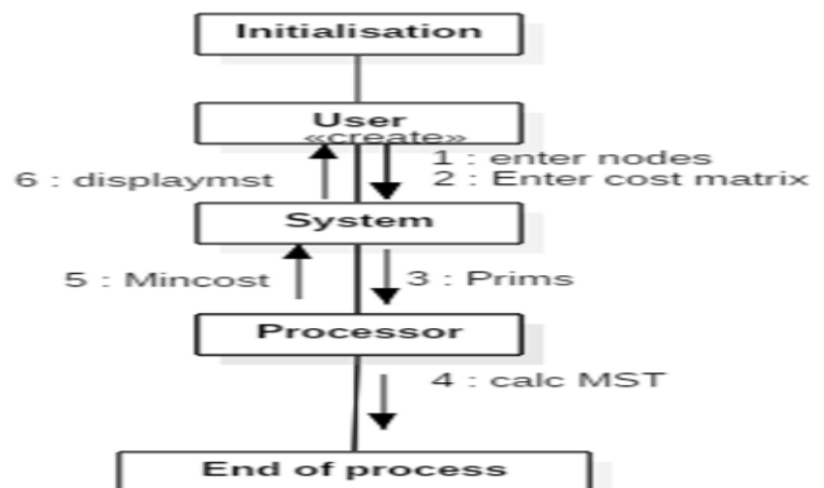 Initialisation
User
«create»
1 : enter nodes
2 : Enter cost matrix
6 : displaymst
System
5 : Mincost
3 : Prims
Processor
4 : calc MST
End of process